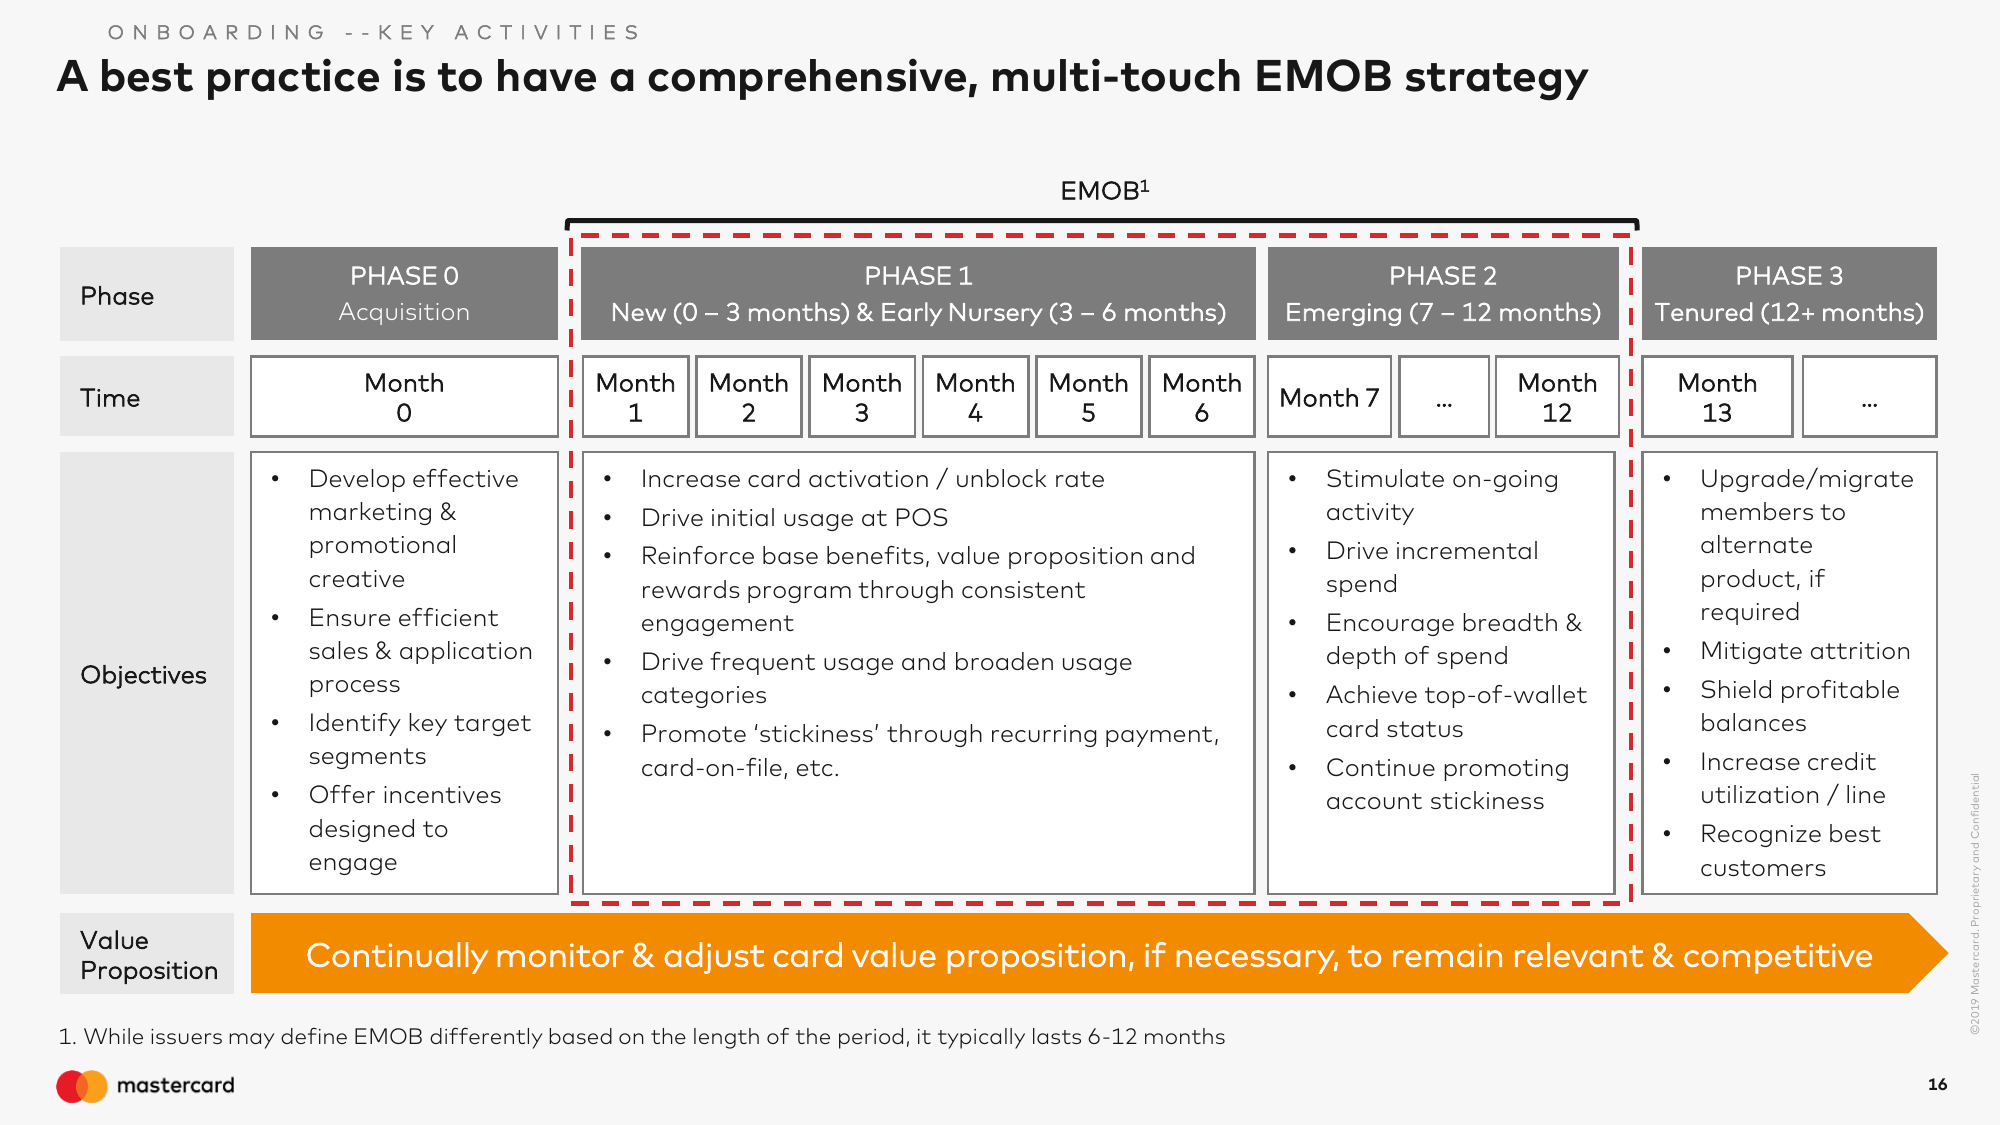 ONBOARDING --KEY ACTIVITIES
A best practice is to have a comprehensive, multi-touch EMOB strategy
EMOB¹
Phase
PHASE 0
Acquisition
PHASE 1
New (0 – 3 months) & Early Nursery (3 – 6 months)
PHASE 2
Emerging (7 – 12 months)
PHASE 3
Tenured (12+ months)
Time
Month
0
Month
1
Month
2
Month
3
Month
4
Month
5
Month
6
Month 7
...
Month
12
Month
13
...
Objectives
• Develop effective
marketing &
promotional
creative
• Ensure efficient
sales & application
process
• Identify key target
segments
• Offer incentives
designed to
engage
• Increase card activation / unblock rate
• Drive initial usage at POS
• Reinforce base benefits, value proposition and
rewards program through consistent
engagement
• Drive frequent usage and broaden usage
categories
• Promote ‘stickiness’ through recurring payment,
card-on-file, etc.
• Stimulate on-going
activity
• Drive incremental
spend
• Encourage breadth &
depth of spend
• Achieve top-of-wallet
card status
• Continue promoting
account stickiness
• Upgrade/migrate
members to
alternate
product, if
required
• Mitigate attrition
• Shield profitable
balances
• Increase credit
utilization / line
• Recognize best
customers
Value
Proposition
Continually monitor & adjust card value proposition, if necessary, to remain relevant & competitive
1. While issuers may define EMOB differently based on the length of the period, it typically lasts 6-12 months
mastercard
16
©2019 Mastercard. Proprietary and Confidential